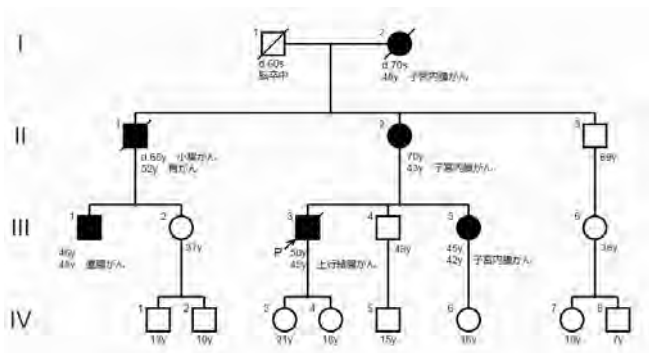 I
1
2
d.60s
脳卒中
d.70s
48y 子宮内膜がん
II
1
2
3
d.68y 小腸がん
52y 胃がん
70y
43y 子宮内膜がん
69y
III
1
2
3
4
5
6
46y
44y 直腸がん
37y
P
50y
45y 上行結腸がん
49y
45y
42y 子宮内膜がん
38y
IV
1
2
3
4
5
6
7
8
13y
10y
21y
18y
15y
10y
7y